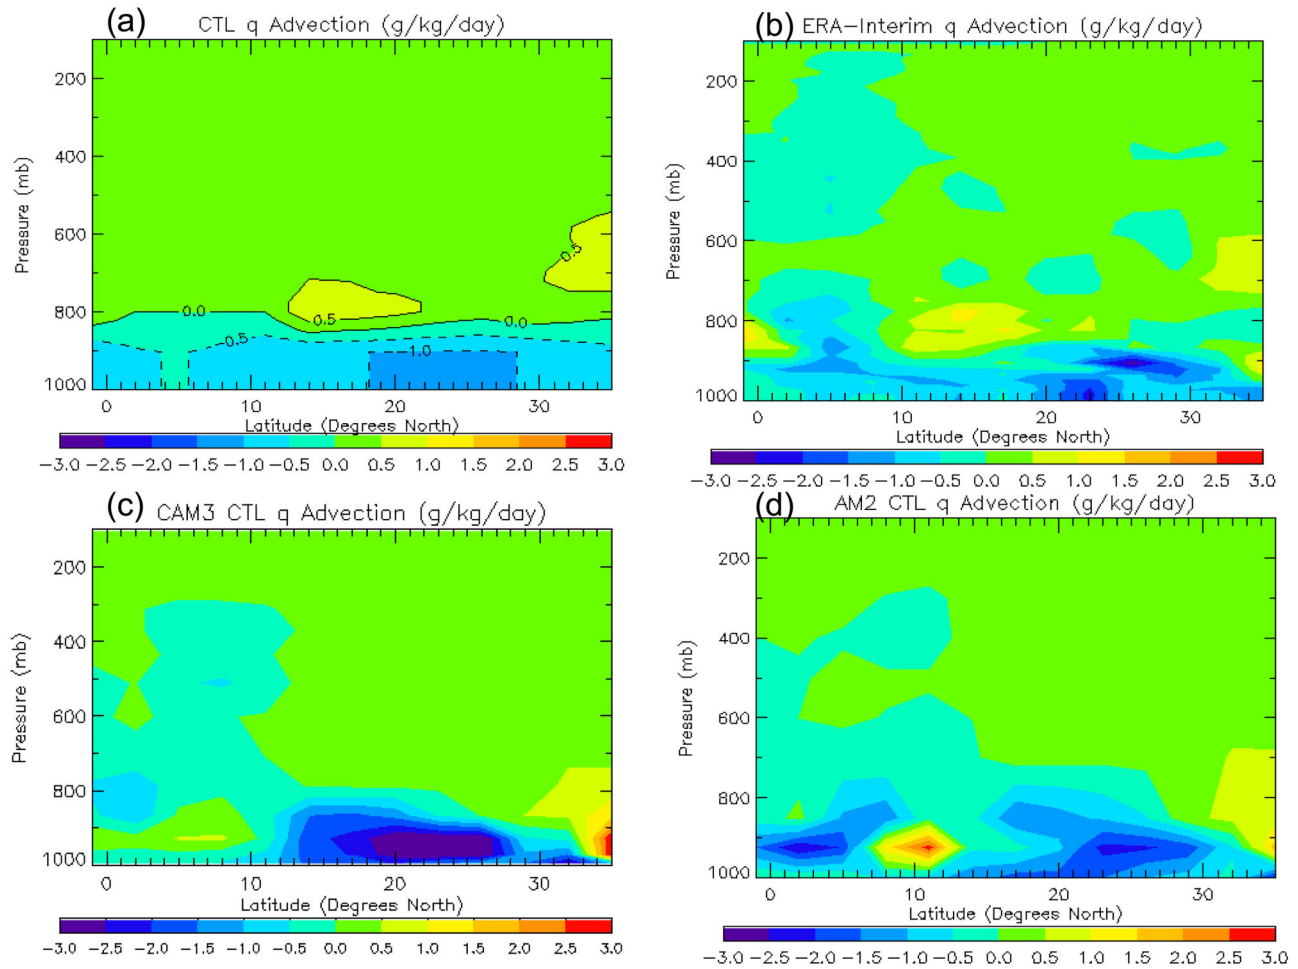 (a) CTL q Advection (g/kg/day)
200
400
600
800
1000
Pressure (mb)
0.5
0.5
0.0
0.0
0.5
1.0
0 10 20 30
Latitude (Degrees North)
−3.0 −2.5 −2.0 −1.5 −1.0 −0.5 0.0 0.5 1.0 1.5 2.0 2.5 3.0
(b) ERA−Interim q Advection (g/kg/day)
200
400
600
800
1000
Pressure (mb)
0 10 20 30
Latitude (Degrees North)
−3.0 −2.5 −2.0 −1.5 −1.0 −0.5 0.0 0.5 1.0 1.5 2.0 2.5 3.0
(c) CAM3 CTL q Advection (g/kg/day)
200
400
600
800
1000
Pressure (mb)
0 10 20 30
Latitude (Degrees North)
−3.0 −2.5 −2.0 −1.5 −1.0 −0.5 0.0 0.5 1.0 1.5 2.0 2.5 3.0
(d) AM2 CTL q Advection (g/kg/day)
200
400
600
800
1000
Pressure (mb)
0 10 20 30
Latitude (Degrees North)
−3.0 −2.5 −2.0 −1.5 −1.0 −0.5 0.0 0.5 1.0 1.5 2.0 2.5 3.0